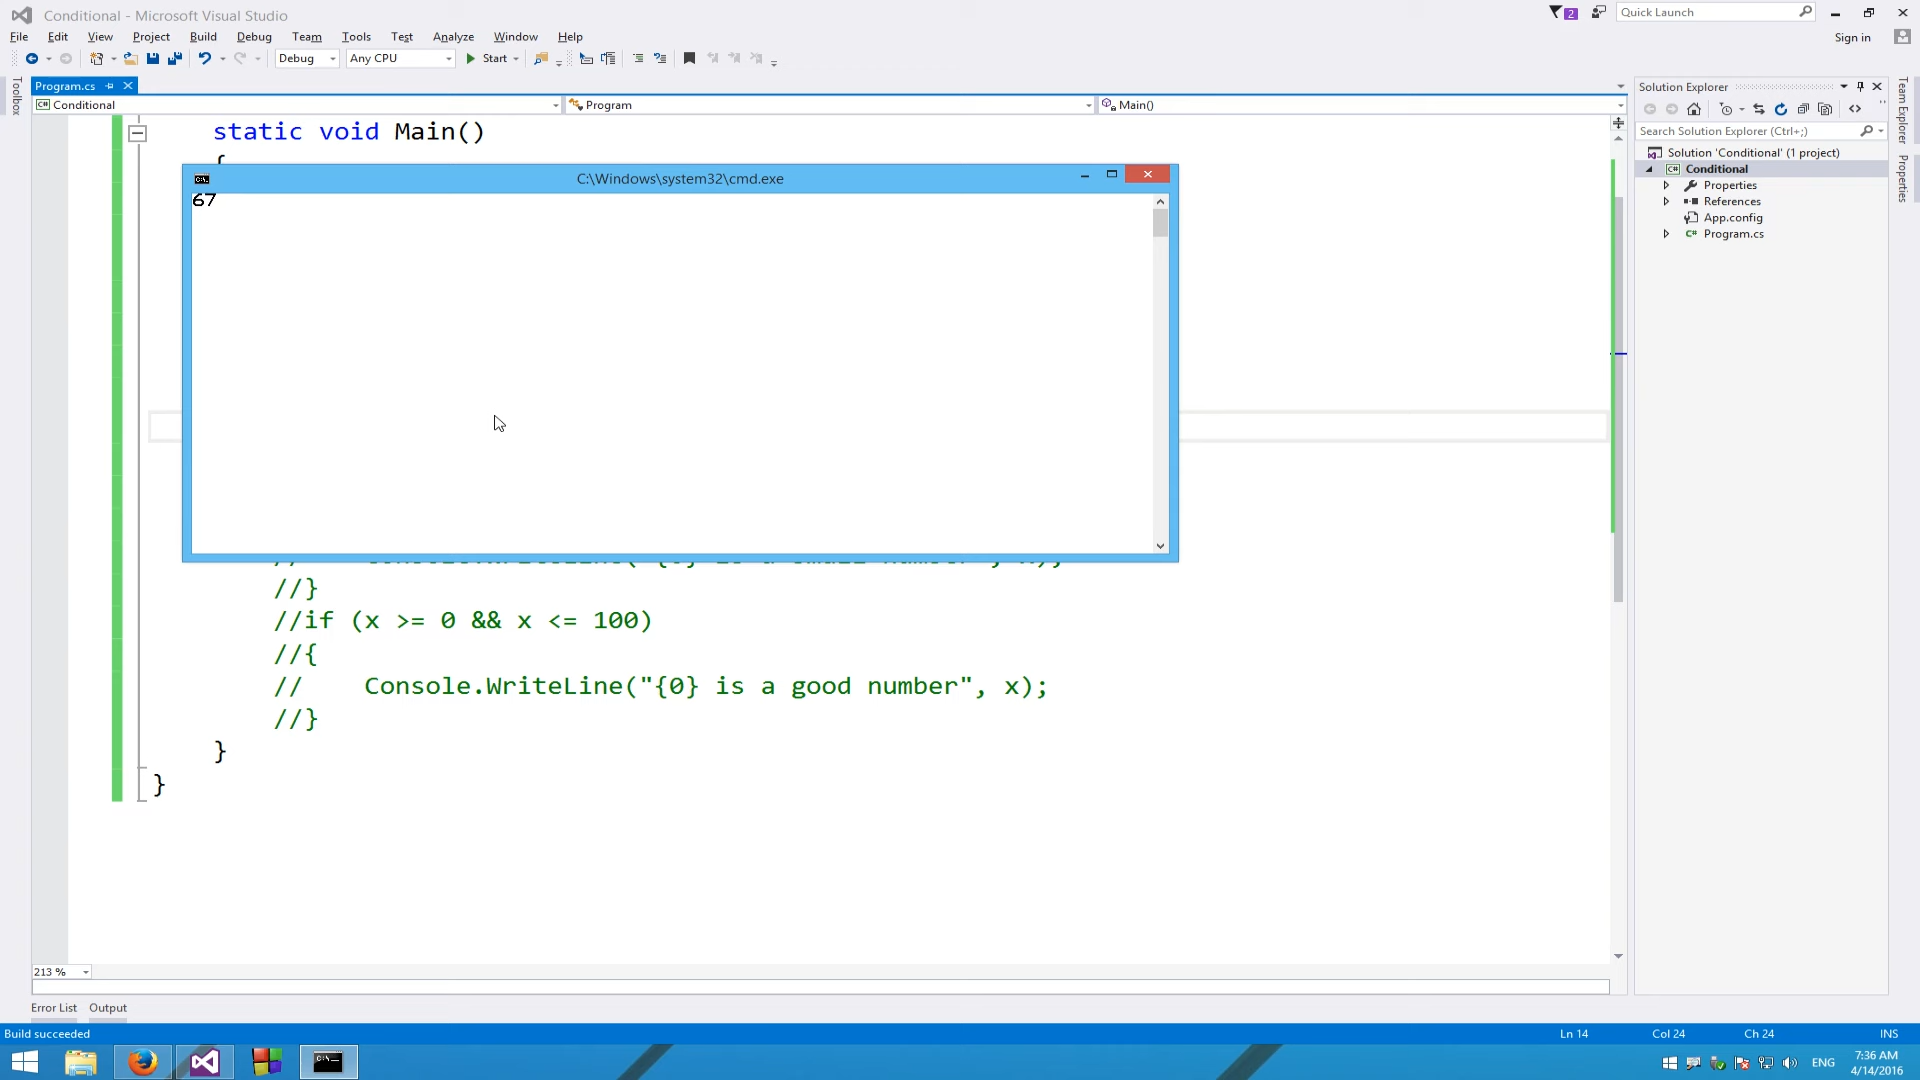 Conditional - Microsoft Visual Studio
2
Quick Launch
File Edit View Project Build Debug Team Tools Test Analyze Window Help
Sign in
Debug Any CPU Start
Toolbox
Program.cs
Conditional Program Main()
static void Main()
{
C:\Windows\system32\cmd.exe
67
//}
//if (x >= 0 && x <= 100)
//{
// Console.WriteLine("{0} is a good number", x);
//}
}
}
213 %
Solution Explorer
Search Solution Explorer (Ctrl+;)
Solution 'Conditional' (1 project)
Conditional
Properties
References
App.config
Program.cs
Team Explorer
Properties
Error List Output
Build succeeded
Ln 14 Col 24 Ch 24 INS
ENG
7:36 AM
4/14/2016